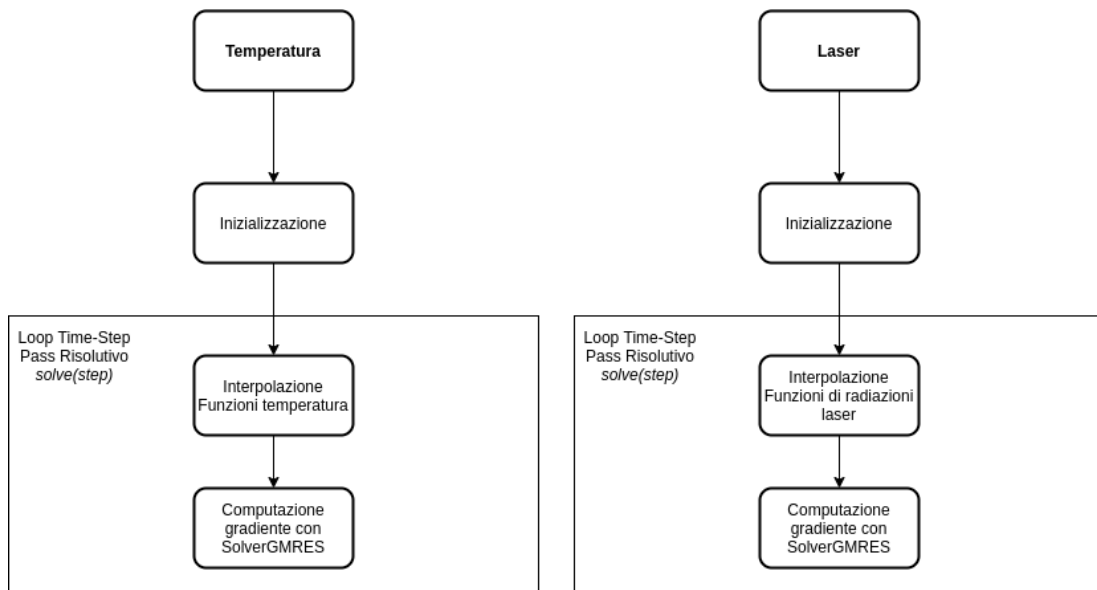 Temperatura
Inizializzazione
Loop Time-Step
Pass Risolutivo
solve(step)
Interpolazione
Funzioni temperatura
Computazione
gradiente con
SolverGMRES
Laser
Inizializzazione
Loop Time-Step
Pass Risolutivo
solve(step)
Interpolazione
Funzioni di radiazioni
laser
Computazione
gradiente con
SolverGMRES